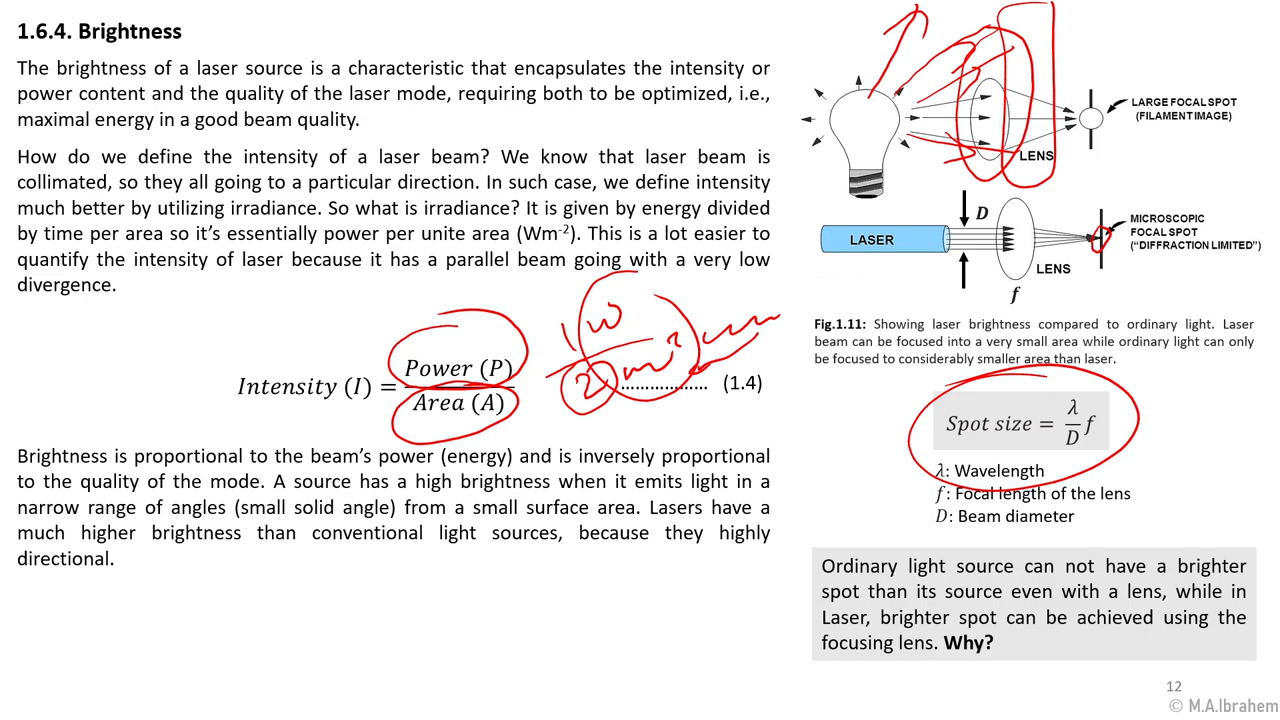 1.6.4. Brightness
The brightness of a laser source is a characteristic that encapsulates the intensity or
power content and the quality of the laser mode, requiring both to be optimized, i.e.,
maximal energy in a good beam quality.
How do we define the intensity of a laser beam? We know that laser beam is
collimated, so they all going to a particular direction. In such case, we define intensity
much better by utilizing irradiance. So what is irradiance? It is given by energy divided
by time per area so it's essentially power per unite area (Wm⁻²). This is a lot easier to
quantify the intensity of laser because it has a parallel beam going with a very low
divergence.
Intensity (I) = Power (P) / Area (A) .................. (1.4)
1 W
2 m²
Brightness is proportional to the beam's power (energy) and is inversely proportional
to the quality of the mode. A source has a high brightness when it emits light in a
narrow range of angles (small solid angle) from a small surface area. Lasers have a
much higher brightness than conventional light sources, because they highly
directional.
LARGE FOCAL SPOT
(FILAMENT IMAGE)
LENS
D
LASER
MICROSCOPIC
FOCAL SPOT
("DIFFRACTION LIMITED")
LENS
f
Fig.1.11: Showing laser brightness compared to ordinary light. Laser
beam can be focused into a very small area while ordinary light can only
be focused to considerably smaller area than laser.
Spot size = λ/D f
λ: Wavelength
f: Focal length of the lens
D: Beam diameter
Ordinary light source can not have a brighter
spot than its source even with a lens, while in
Laser, brighter spot can be achieved using the
focusing lens. Why?
12
© M.A.Ibrahem